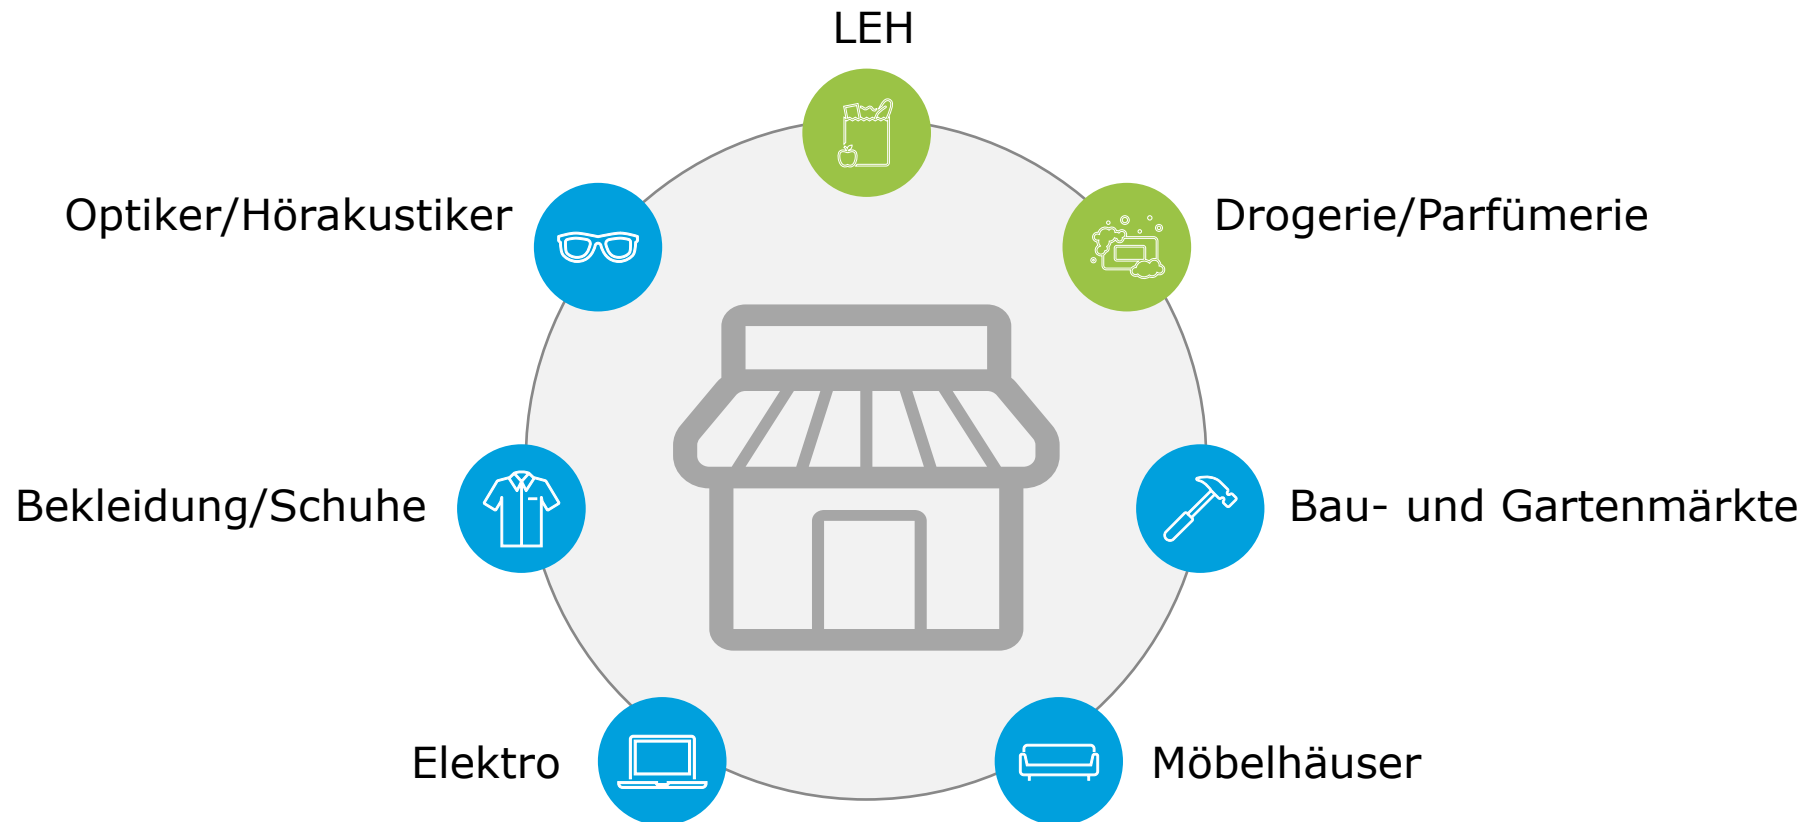 LEH
Optiker/Hörakustiker
Drogerie/Parfümerie
Bekleidung/Schuhe
Bau- und Gartenmärkte
Elektro
Möbelhäuser